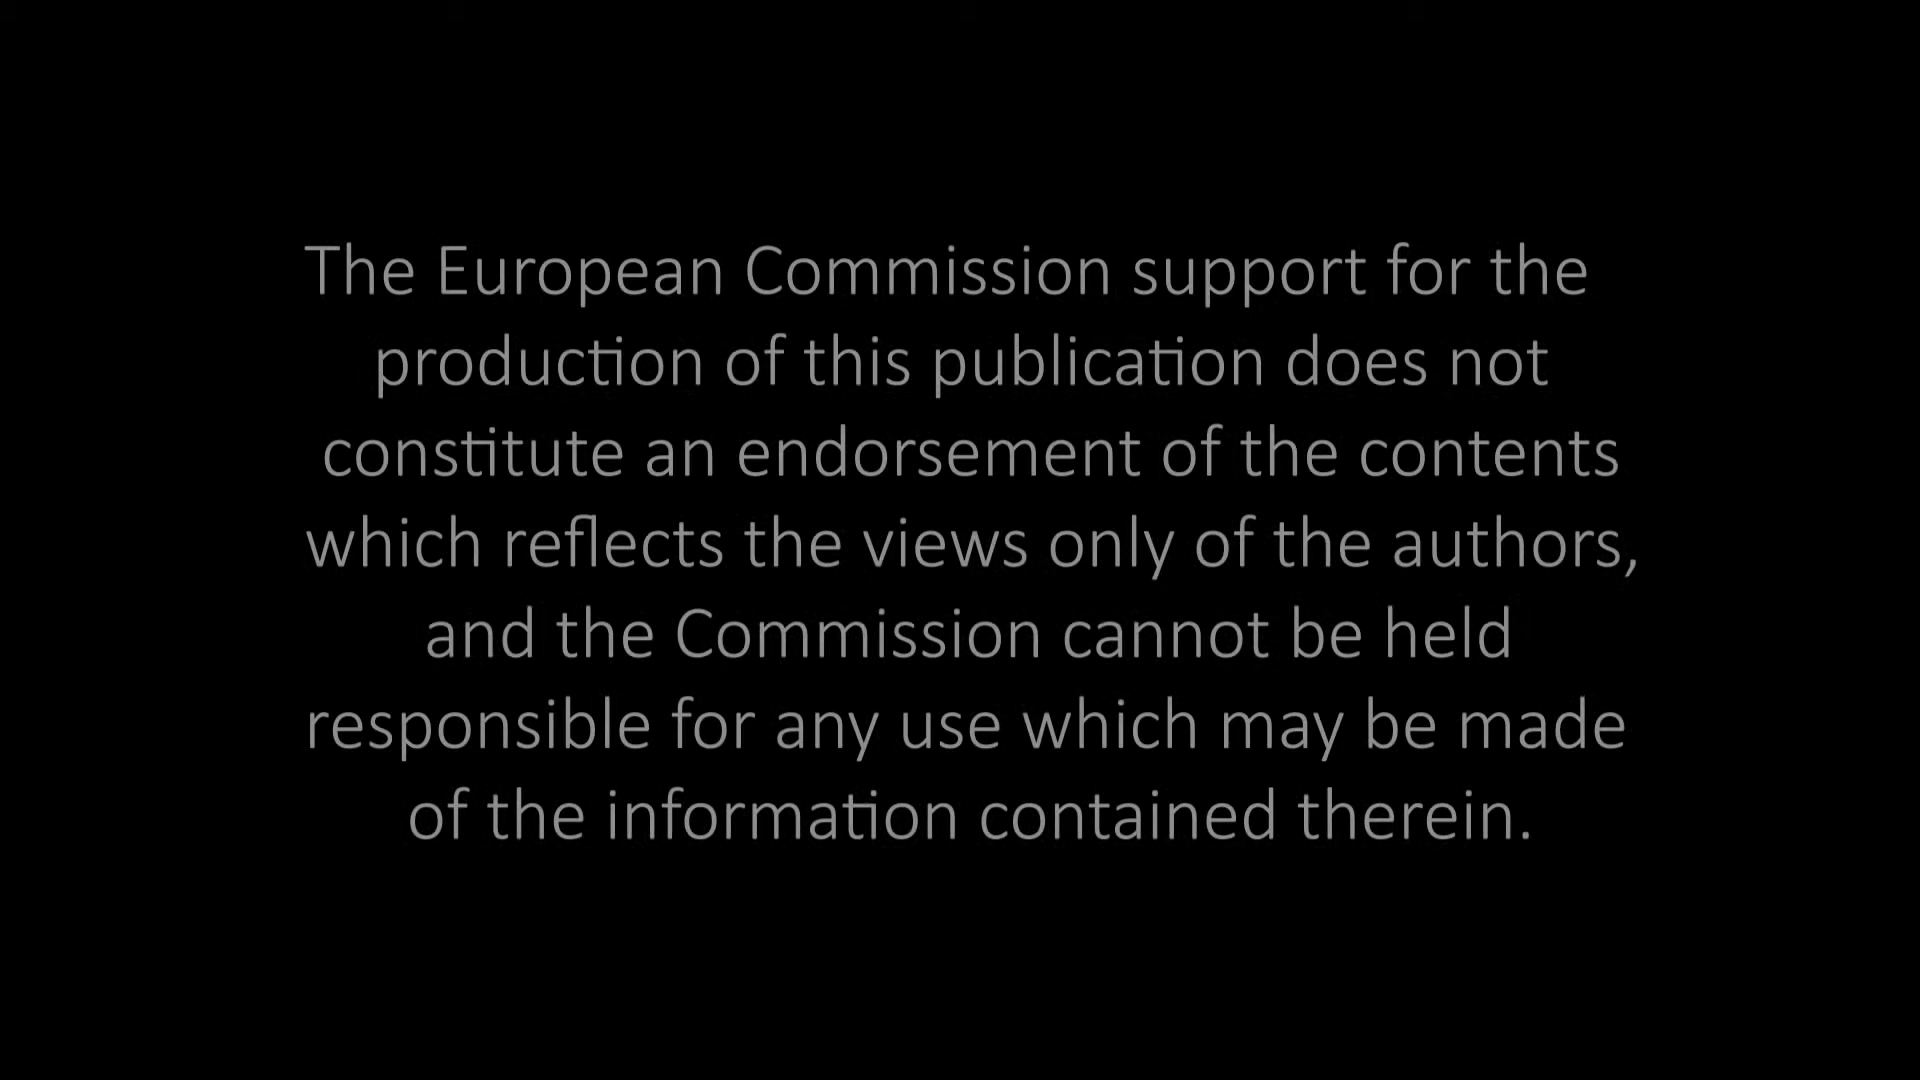 The European Commission support for the
production of this publication does not
constitute an endorsement of the contents
which reflects the views only of the authors,
and the Commission cannot be held
responsible for any use which may be made
of the information contained therein.